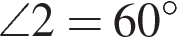 ∠2 = 60°